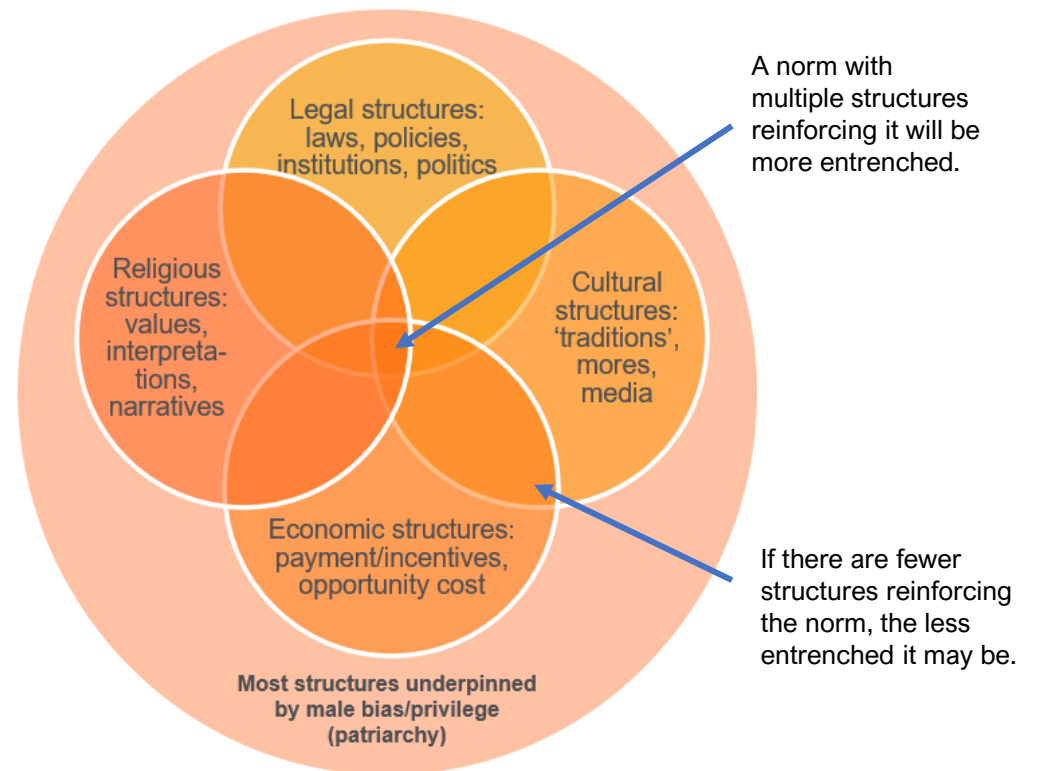 A norm with
multiple structures
reinforcing it will be
more entrenched.
Legal structures:
laws, policies,
institutions, politics
Religious
structures:
values,
interpreta-
tions,
narratives
Cultural
structures:
‘traditions’,
mores,
media
Economic structures:
payment/incentives,
opportunity cost
If there are fewer
structures reinforcing
the norm, the less
entrenched it may be.
Most structures underpinned
by male bias/privilege
(patriarchy)